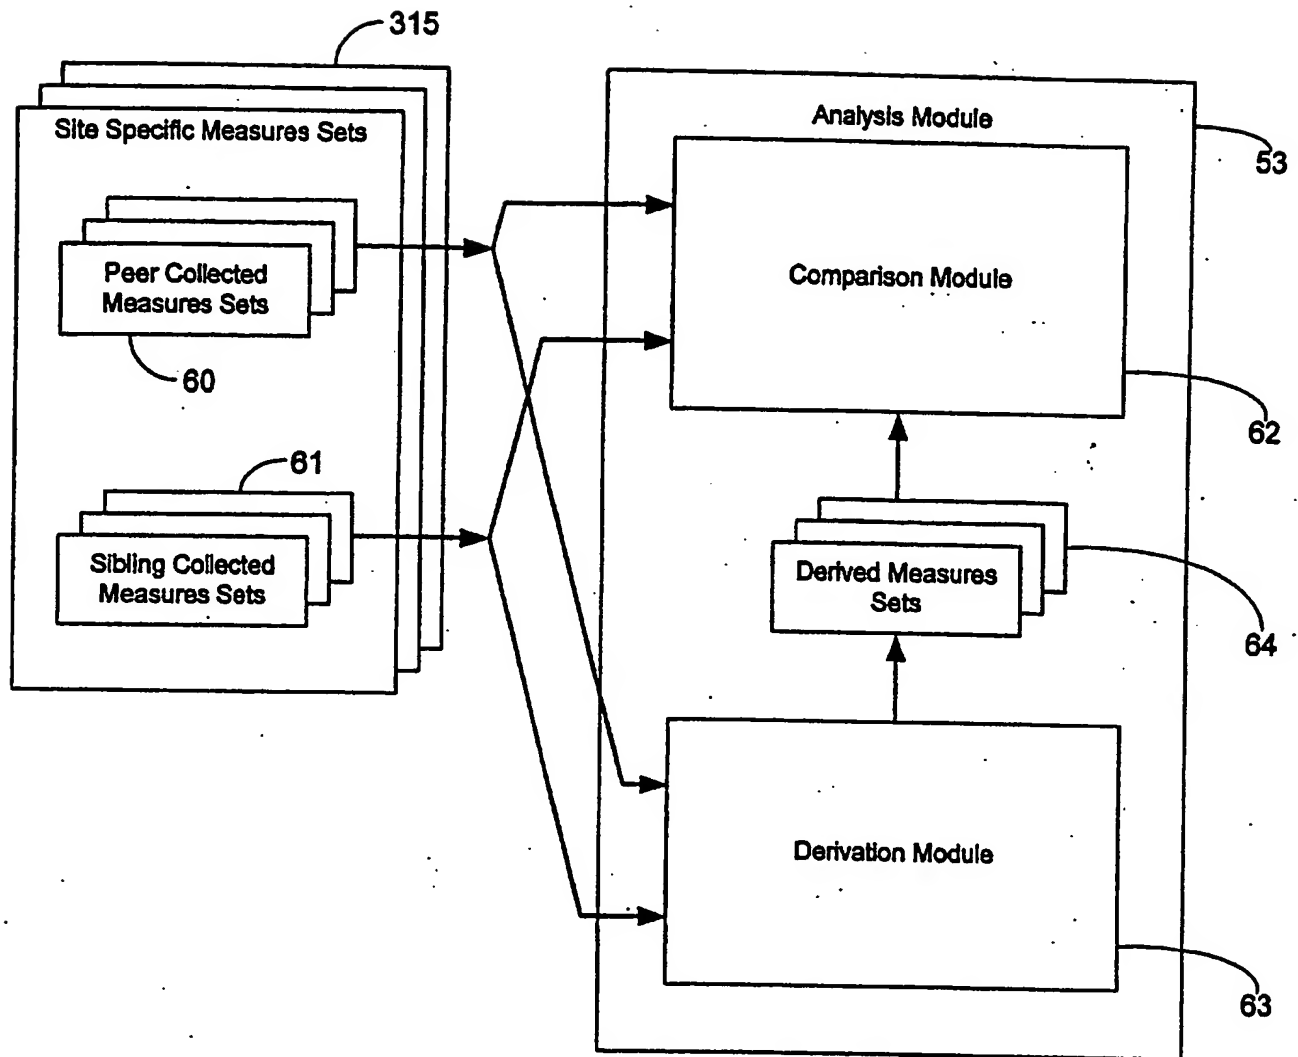 315
Site Specific Measures Sets
Analysis Module
53
Peer Collected
Measures Sets
Comparison Module
60
62
61
Sibling Collected
Measures Sets
Derived Measures
Sets
64
Derivation Module
63